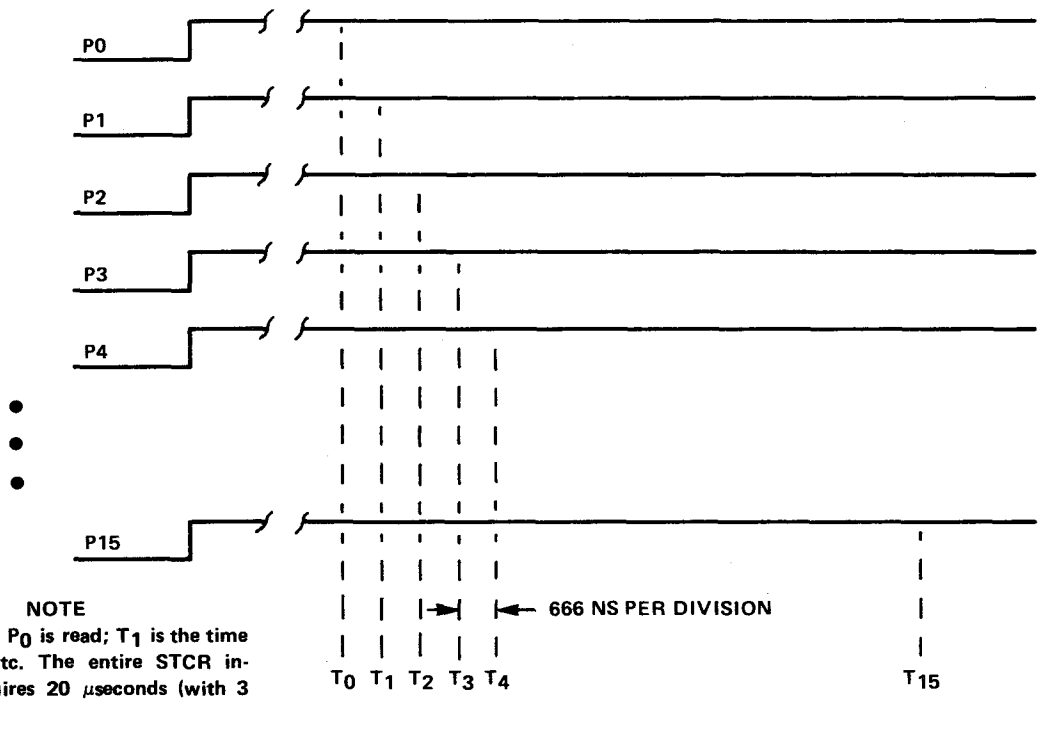 P0
P1
P2
P3
P4
P15
NOTE
P0 is read; T1 is the time
tc. The entire STCR in-
ires 20 μseconds (with 3
666 NS PER DIVISION
T0 T1 T2 T3 T4 T15